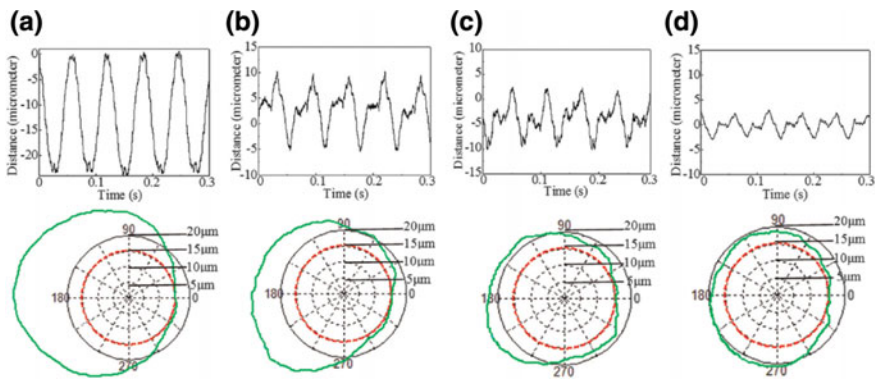 (a)
Distance (micrometer)
0
-5
-10
-15
-20
0
0.1
0.2
0.3
Time (s)
90
20μm
15μm
10μm
5μm
180
0
270
(b)
Distance (micrometer)
15
10
5
0
-5
-10
0
0.1
0.2
0.3
Time (s)
90
20μm
15μm
10μm
5μm
180
0
270
(c)
Distance (micrometer)
10
5
0
-5
-10
-15
0
0.1
0.2
0.3
Time (s)
90
20μm
15μm
10μm
5μm
180
0
270
(d)
Distance (micrometer)
15
10
5
0
-5
-10
0
0.1
0.2
0.3
Time (s)
90
20μm
15μm
10μm
5μm
180
0
270